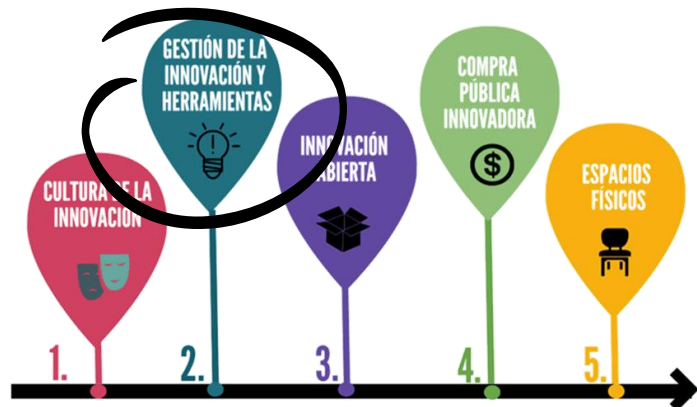 GESTIÓN DE LA
INNOVACIÓN Y
HERRAMIENTAS
COMPRA
PÚBLICA
INNOVADORA
INNOVACIÓN
ABIERTA
ESPACIOS
FÍSICOS
CULTURA DE LA
INNOVACIÓN
$
1.
2.
3.
4.
5.